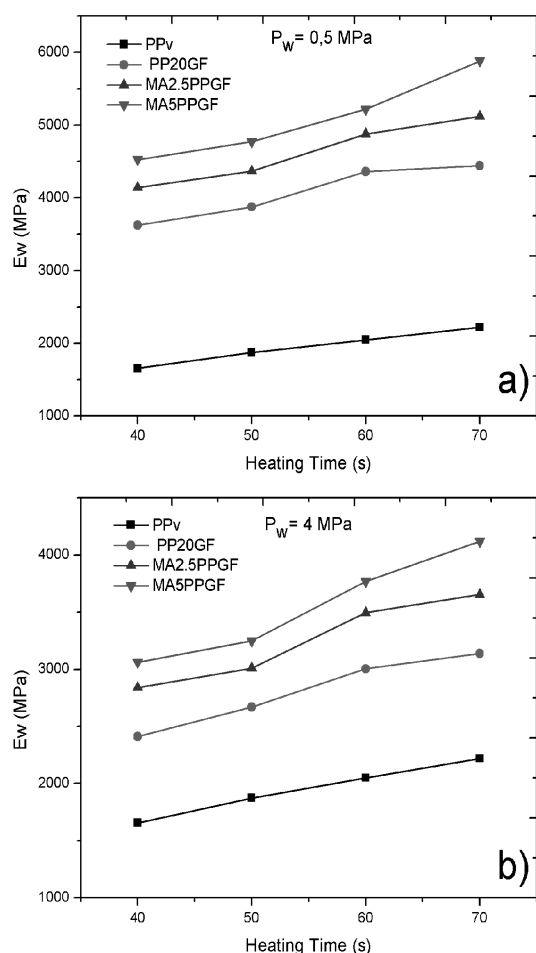 PPv
PP20GF
MA2.5PPGF
MA5PPGF
PW= 0,5 MPa
6000
5000
4000
3000
2000
1000
Ew (MPa)
40 50 60 70
Heating Time (s)
a)
PPv
PP20GF
MA2.5PPGF
MA5PPGF
PW= 4 MPa
4000
3000
2000
1000
Ew (MPa)
40 50 60 70
Heating Time (s)
b)